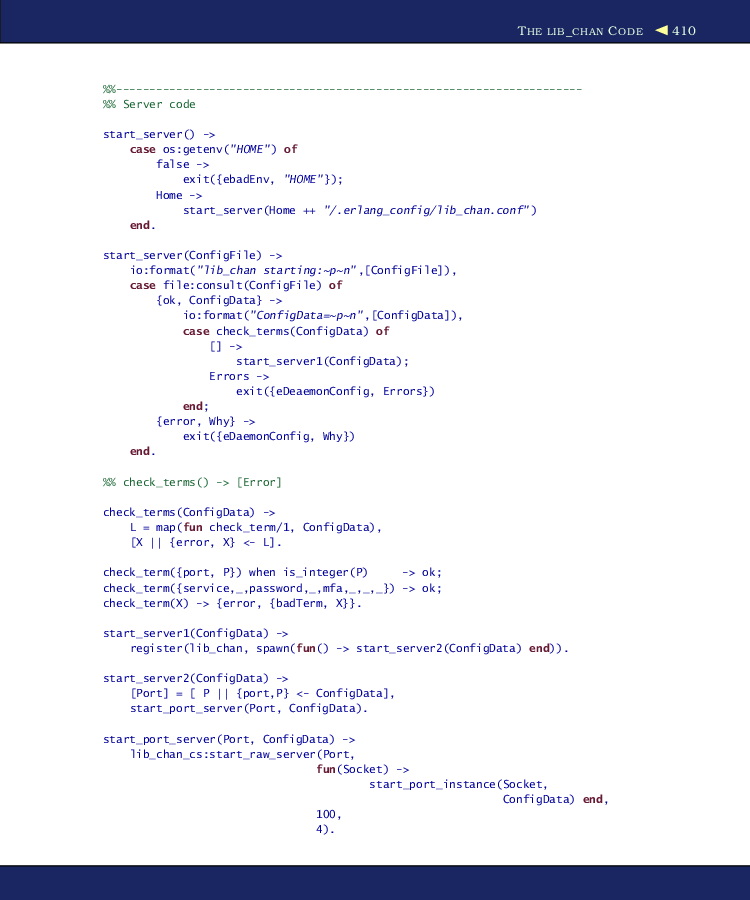 THE LIB_CHAN CODE ◄ 410
%%----------------------------------------------------------------------
%% Server code
start_server() ->
    case os:getenv("HOME") of
        false ->
            exit({ebadEnv, "HOME"});
        Home ->
            start_server(Home ++ "/.erlang_config/lib_chan.conf")
    end.
start_server(ConfigFile) ->
    io:format("lib_chan starting:~p~n",[ConfigFile]),
    case file:consult(ConfigFile) of
        {ok, ConfigData} ->
            io:format("ConfigData=~p~n",[ConfigData]),
            case check_terms(ConfigData) of
                [] ->
                    start_server1(ConfigData);
                Errors ->
                    exit({eDeaemonConfig, Errors})
            end;
        {error, Why} ->
            exit({eDaemonConfig, Why})
    end.
%% check_terms() -> [Error]
check_terms(ConfigData) ->
    L = map(fun check_term/1, ConfigData),
    [X || {error, X} <- L].
check_term({port, P}) when is_integer(P)     -> ok;
check_term({service,_,password,_,mfa,_,_,_}) -> ok;
check_term(X) -> {error, {badTerm, X}}.
start_server1(ConfigData) ->
    register(lib_chan, spawn(fun() -> start_server2(ConfigData) end)).
start_server2(ConfigData) ->
    [Port] = [ P || {port,P} <- ConfigData],
    start_port_server(Port, ConfigData).
start_port_server(Port, ConfigData) ->
    lib_chan_cs:start_raw_server(Port,
                                fun(Socket) ->
                                        start_port_instance(Socket,
                                                            ConfigData) end,
                                100,
                                4).